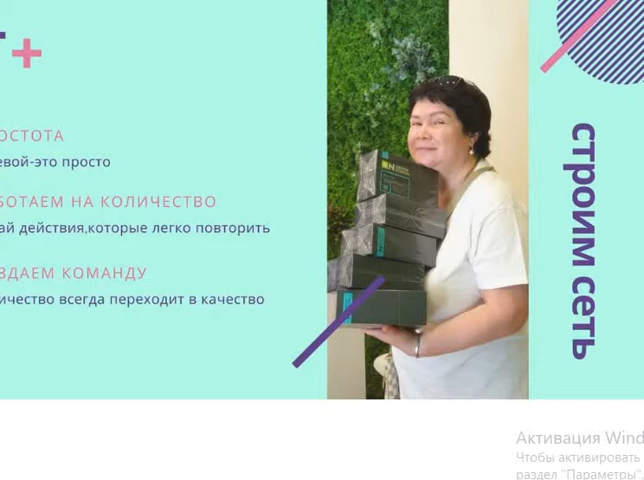 ОСТОТА
евой-это просто
БОТАЕМ НА КОЛИЧЕСТВО
ай действия,которые легко повторить
ЗДАЕМ КОМАНДУ
ичество всегда переходит в качество
строим сеть
Активация Wind
Чтобы активировать
раздел "Параметры".